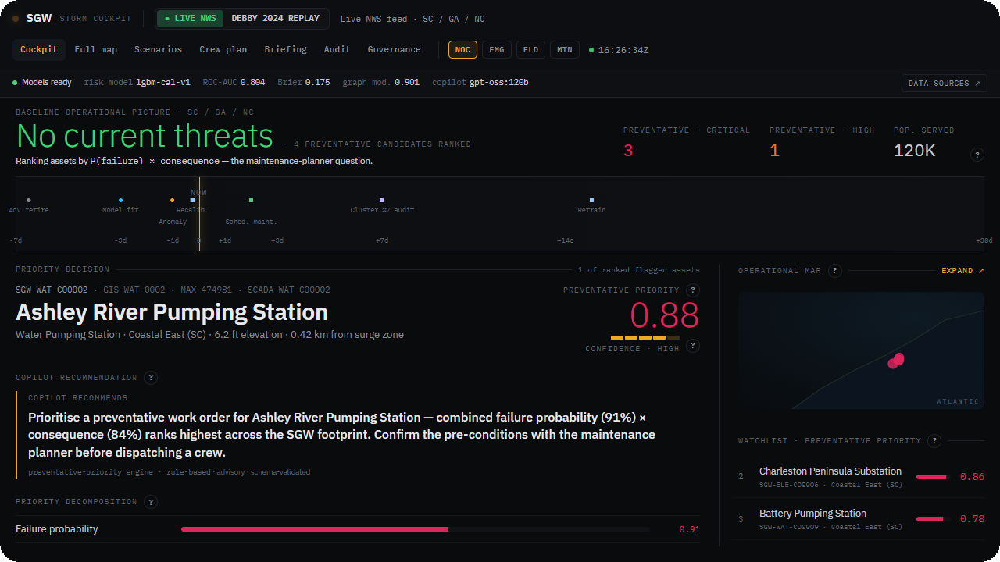 SGW STORM COCKPIT LIVE NWS DEBBY 2024 REPLAY Live NWS feed · SC / GA / NC
Cockpit Full map Scenarios Crew plan Briefing Audit Governance NOC EMG FLD MTN 16:26:34Z
Models ready risk model lgbm-cal-v1 ROC-AUC 0.804 Brier 0.175 graph mod. 0.901 copilot gpt-oss:120b DATA SOURCES ↗
BASELINE OPERATIONAL PICTURE · SC / GA / NC
No current threats · 4 PREVENTATIVE CANDIDATES RANKED
Ranking assets by P(failure) × consequence — the maintenance-planner question.
PREVENTATIVE · CRITICAL PREVENTATIVE · HIGH POP. SERVED
3 1 120K ?
NOW
Adv retire Model fit Recalib. Cluster #7 audit Retrain
Anomaly Sched. maint.
-7d -3d -1d 0 +1d +3d +7d +14d +30d
PRIORITY DECISION 1 of ranked flagged assets
SGW-WAT-CO0002 · GIS-WAT-0002 · MAX-474981 · SCADA-WAT-CO0002
Ashley River Pumping Station
Water Pumping Station · Coastal East (SC) · 6.2 ft elevation · 0.42 km from surge zone
PREVENTATIVE PRIORITY ?
0.88
CONFIDENCE · HIGH ?
COPILOT RECOMMENDATION ?
COPILOT RECOMMENDS
Prioritise a preventative work order for Ashley River Pumping Station — combined failure probability (91%) ×
consequence (84%) ranks highest across the SGW footprint. Confirm the pre-conditions with the maintenance
planner before dispatching a crew.
preventative-priority engine · rule-based · advisory · schema-validated
PRIORITY DECOMPOSITION ?
Failure probability 0.91
OPERATIONAL MAP ? EXPAND ↗
ATLANTIC
WATCHLIST · PREVENTATIVE PRIORITY ?
2 Charleston Peninsula Substation 0.86
SGW-ELE-CO0006 · Coastal East (SC)
3 Battery Pumping Station 0.78
SGW-WAT-CO0009 · Coastal East (SC)